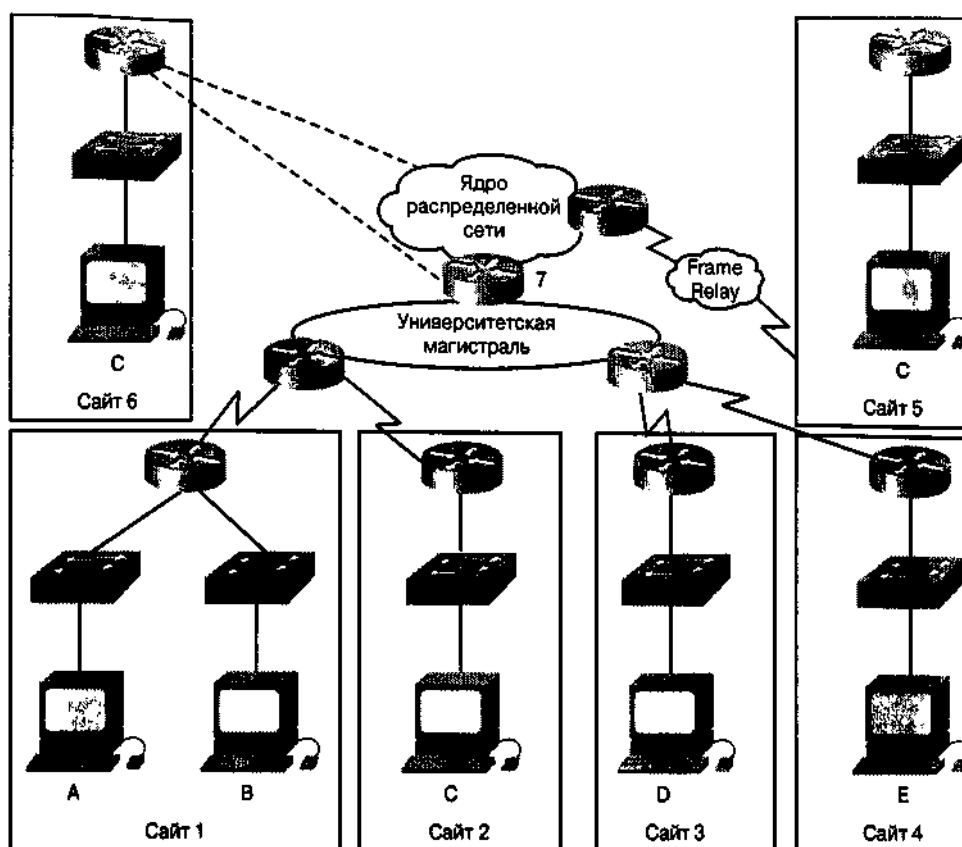 Ядро
распределенной
сети
7
Frame
Relay
Университетская
магистраль
C
Сайт 6
C
Сайт 5
A
B
Сайт 1
C
Сайт 2
D
Сайт 3
E
Сайт 4